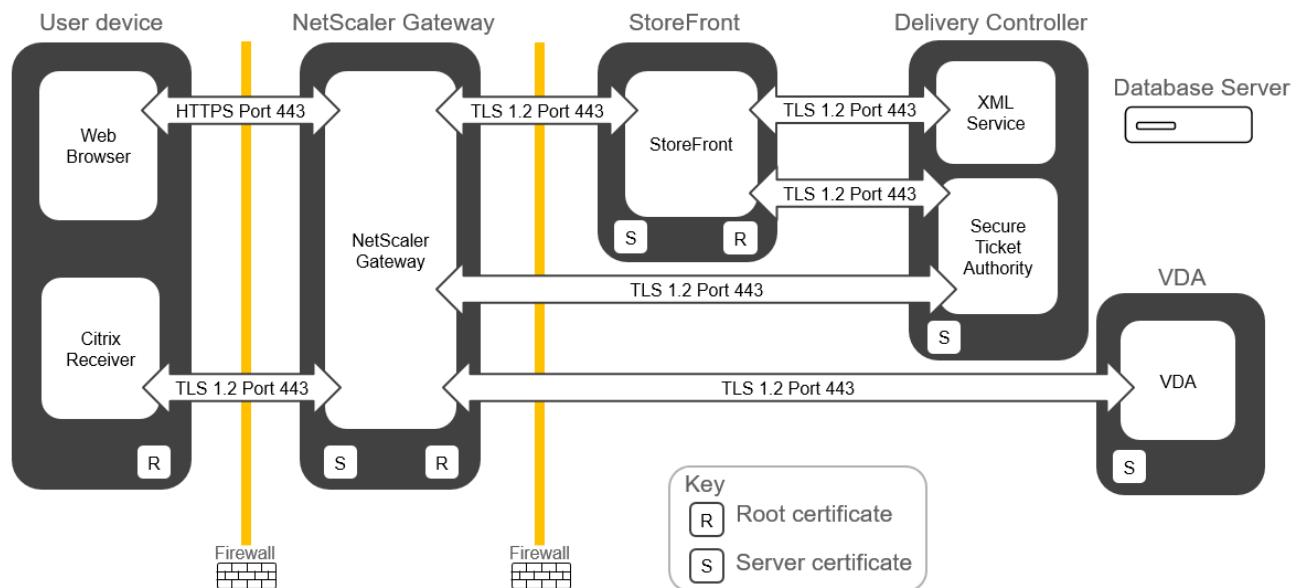 User device
NetScaler Gateway
StoreFront
Delivery Controller
Database Server
Web
Browser
HTTPS Port 443
TLS 1.2 Port 443
StoreFront
TLS 1.2 Port 443
XML
Service
TLS 1.2 Port 443
S
R
NetScaler
Gateway
Secure
Ticket
Authority
TLS 1.2 Port 443
S
VDA
Citrix
Receiver
TLS 1.2 Port 443
TLS 1.2 Port 443
VDA
R
S
R
S
Key
R
Root certificate
S
Server certificate
Firewall
Firewall